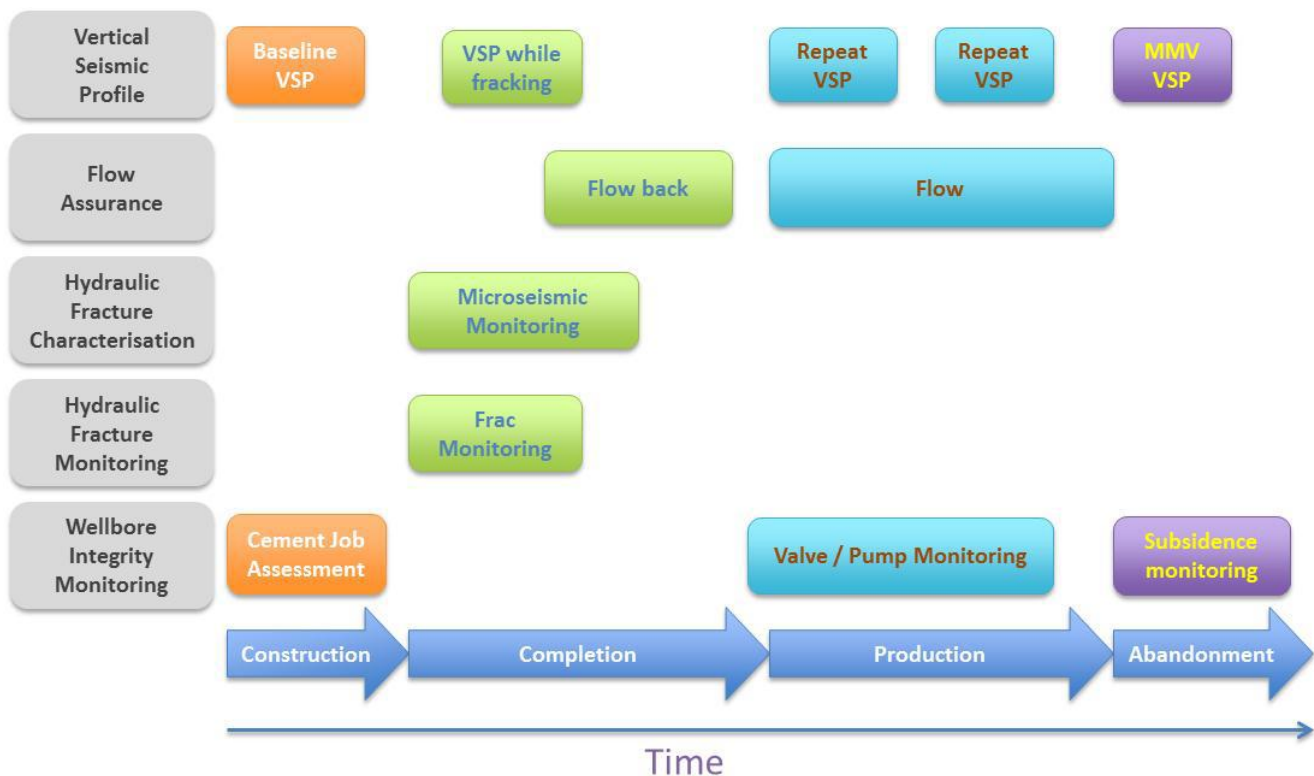 Vertical
Seismic
Profile
Baseline
VSP
VSP while
fracking
Repeat
VSP
Repeat
VSP
MMV
VSP
Flow
Assurance
Flow back
Flow
Hydraulic
Fracture
Characterisation
Microseismic
Monitoring
Hydraulic
Fracture
Monitoring
Frac
Monitoring
Wellbore
Integrity
Monitoring
Cement Job
Assessment
Valve / Pump Monitoring
Subsidence
monitoring
Construction
Completion
Production
Abandonment
Time